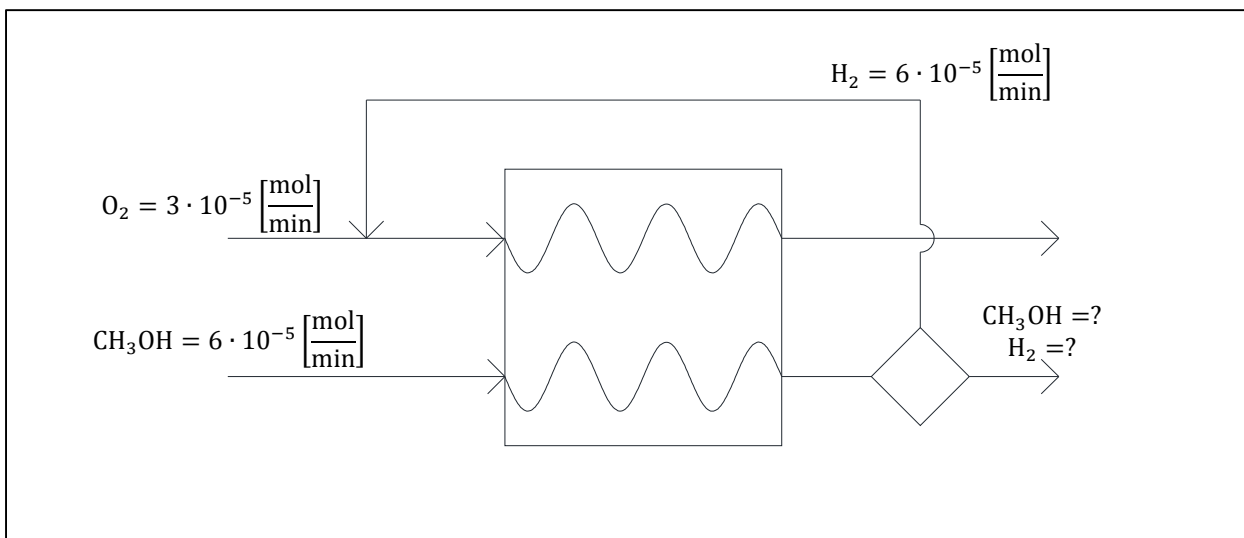 H₂ = 6 · 10⁻⁵ [mol/min]
O₂ = 3 · 10⁻⁵ [mol/min]
CH₃OH = 6 · 10⁻⁵ [mol/min]
CH₃OH =?
H₂ =?